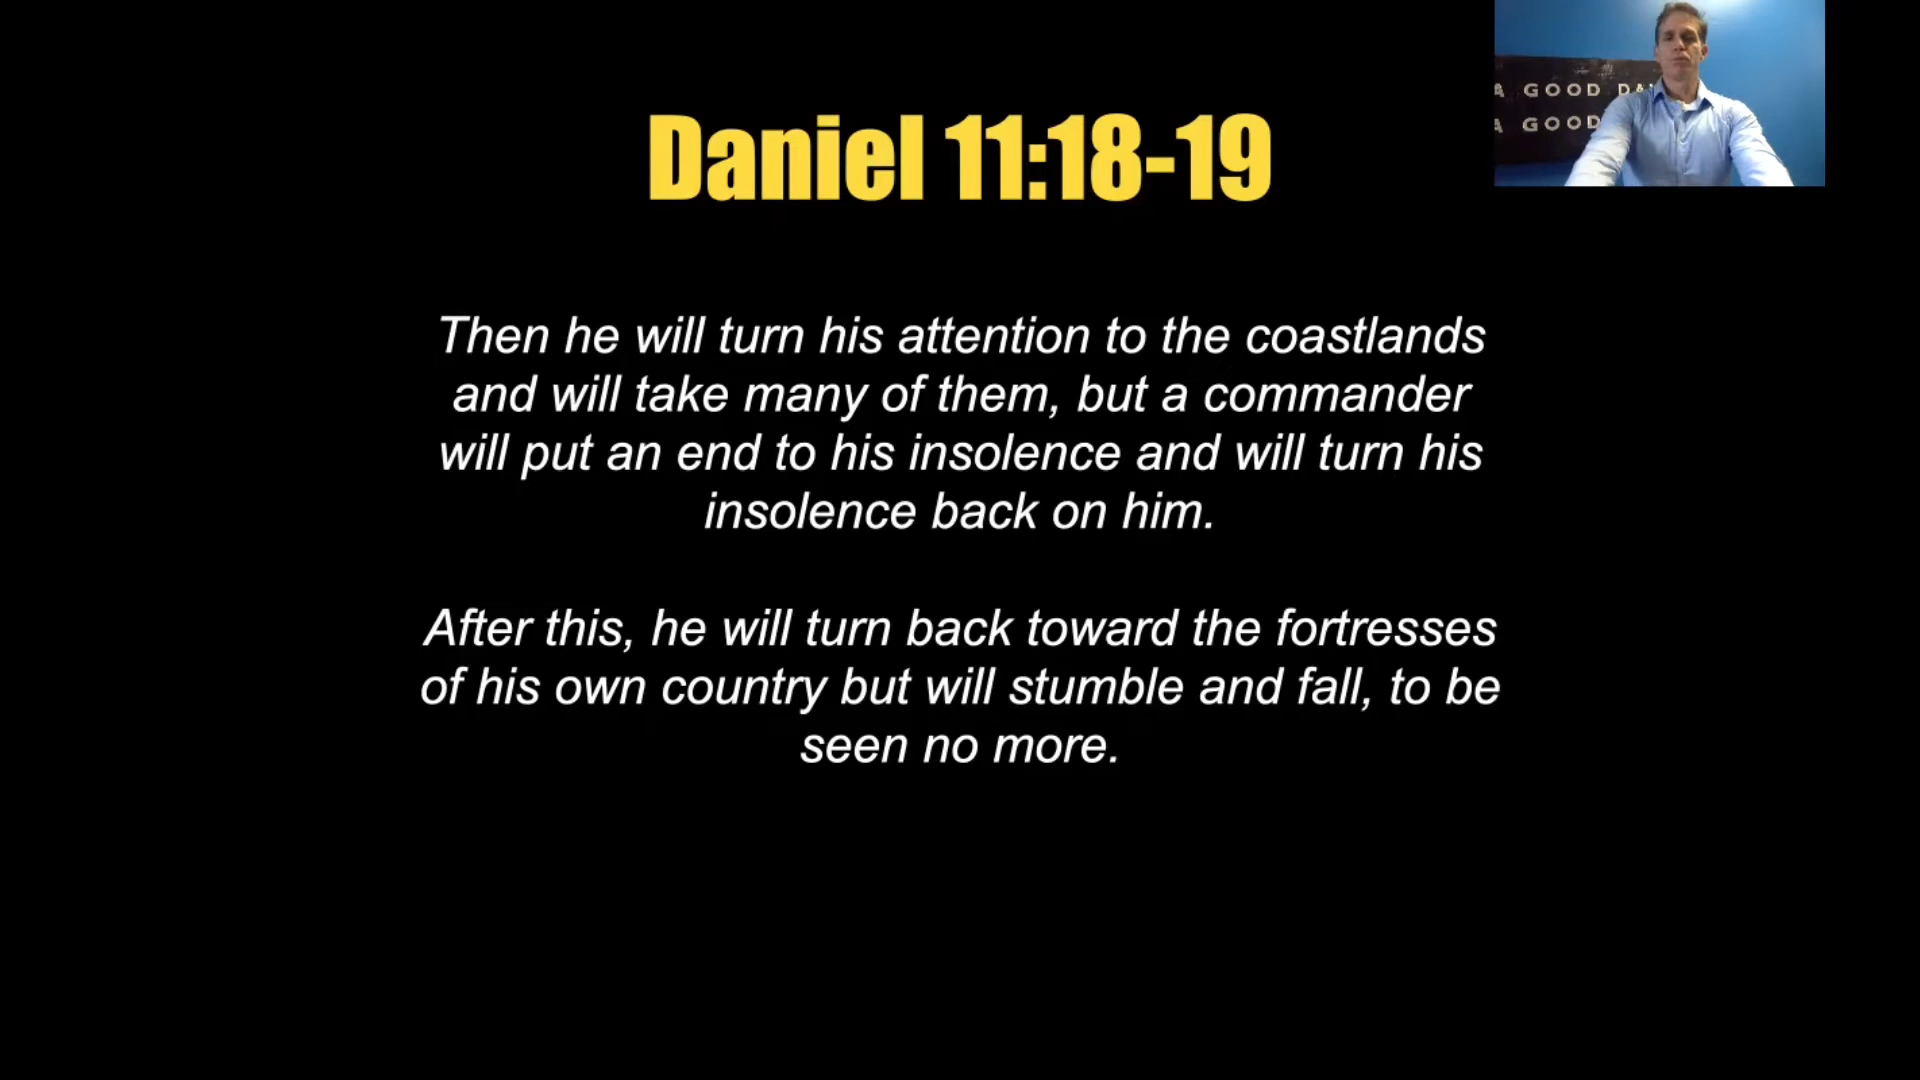 Daniel 11:18-19
A GOOD DA
A GOOD
Then he will turn his attention to the coastlands
and will take many of them, but a commander
will put an end to his insolence and will turn his
insolence back on him.
After this, he will turn back toward the fortresses
of his own country but will stumble and fall, to be
seen no more.